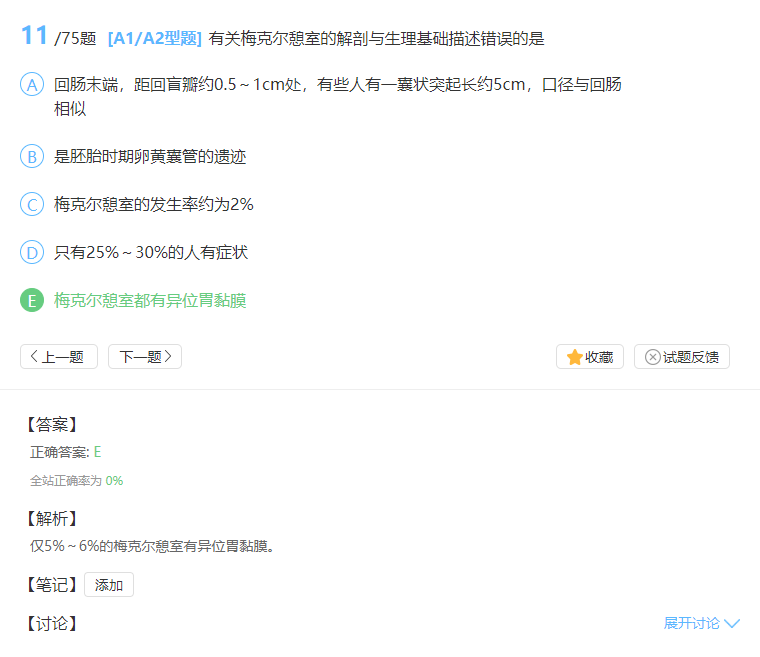 11 /75题 [A1/A2型题] 有关梅克尔憩室的解剖与生理基础描述错误的是
A 回肠末端，距回盲瓣约0.5～1cm处，有些人有一囊状突起长约5cm，口径与回肠
相似
B 是胚胎时期卵黄囊管的遗迹
C 梅克尔憩室的发生率约为2%
D 只有25%～30%的人有症状
E 梅克尔憩室都有异位胃黏膜
上一题 下一题 收藏 试题反馈
【答案】
正确答案: E
全站正确率为 0%
【解析】
仅5%～6%的梅克尔憩室有异位胃黏膜。
【笔记】 添加
【讨论】 展开讨论